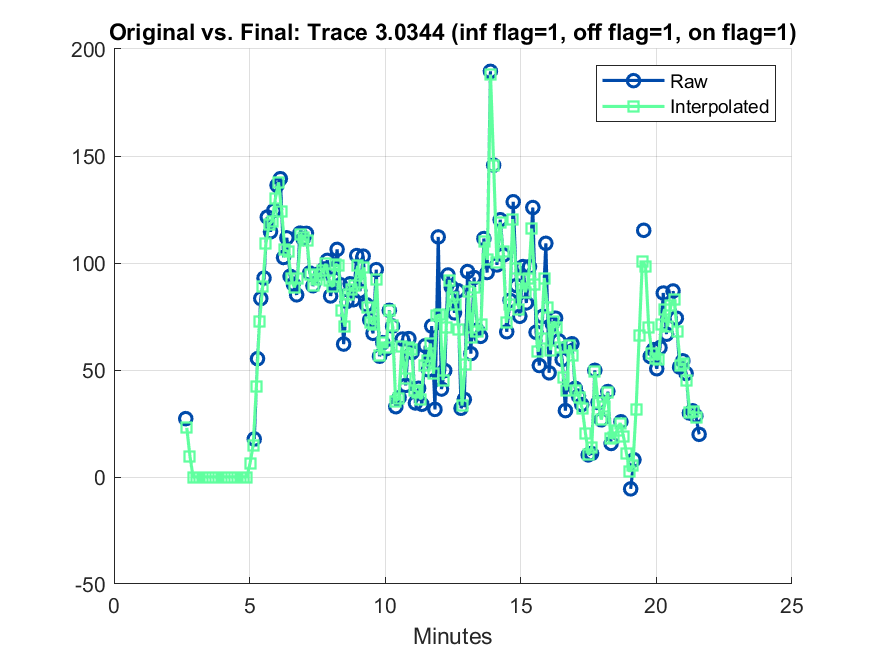 Original vs. Final: Trace 3.0344 (inf flag=1, off flag=1, on flag=1)
200
150
100
50
0
-50
Raw
Interpolated
0 5 10 15 20 25
Minutes